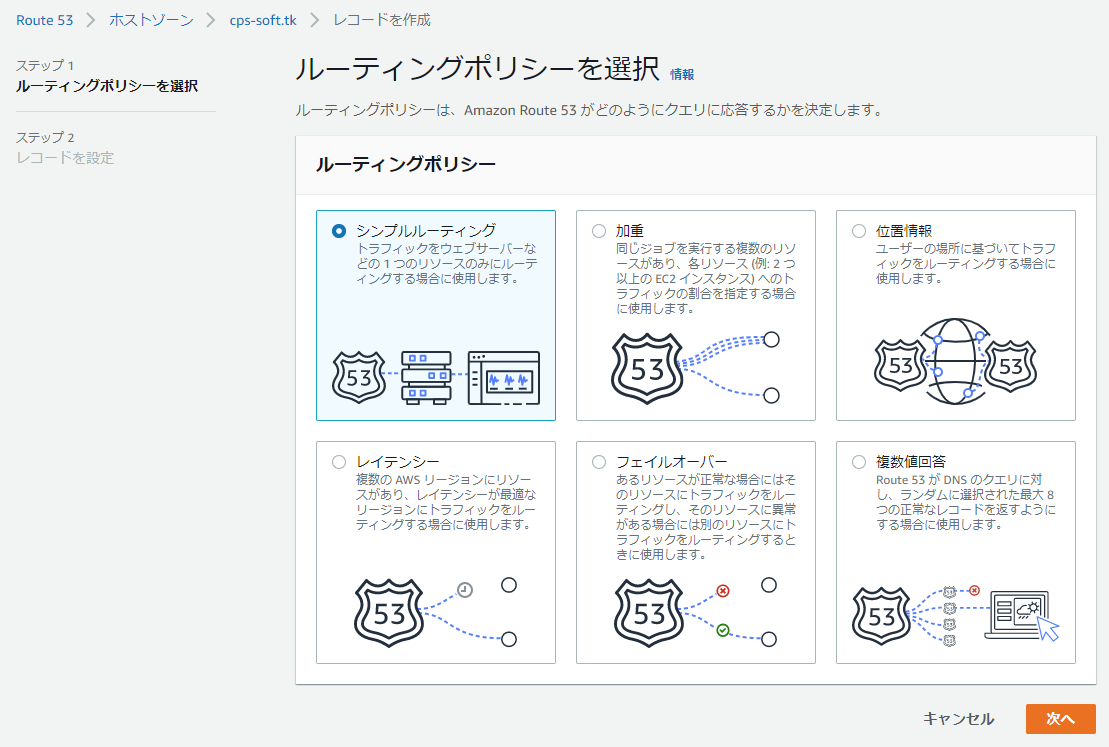 Route 53 > ホストゾーン > cps-soft.tk > レコードを作成
ステップ 1
ルーティングポリシーを選択
ステップ 2
レコードを設定
ルーティングポリシーを選択 情報
ルーティングポリシーは、Amazon Route 53 がどのようにクエリに応答するかを決定します。
ルーティングポリシー
シンプルルーティング
トラフィックをウェブサーバーな
どの 1 つのリソースのみにルーテ
ィングする場合に使用します。
53
加重
同じジョブを実行する複数のリソ
ースがあり、各リソース (例: 2 つ
以上の EC2 インスタンス) へのト
ラフィックの割合を指定する場合
に使用します。
53
位置情報
ユーザーの場所に基づいてトラフ
ィックをルーティングする場合に
使用します。
53 53
レイテンシー
複数の AWS リージョンにリソー
スがあり、レイテンシーが最適な
リージョンにトラフィックをルー
ティングする場合に使用します。
53
フェイルオーバー
あるリソースが正常な場合にはそ
のリソースにトラフィックをルー
ティングし、そのリソースに異常
がある場合には別のリソースにト
ラフィックをルーティングすると
きに使用します。
53
複数値回答
Route 53 が DNS のクエリに対
し、ランダムに選択された最大 8
つの正常なレコードを返すように
する場合に使用します。
53
53
53
53
53
キャンセル
次へ